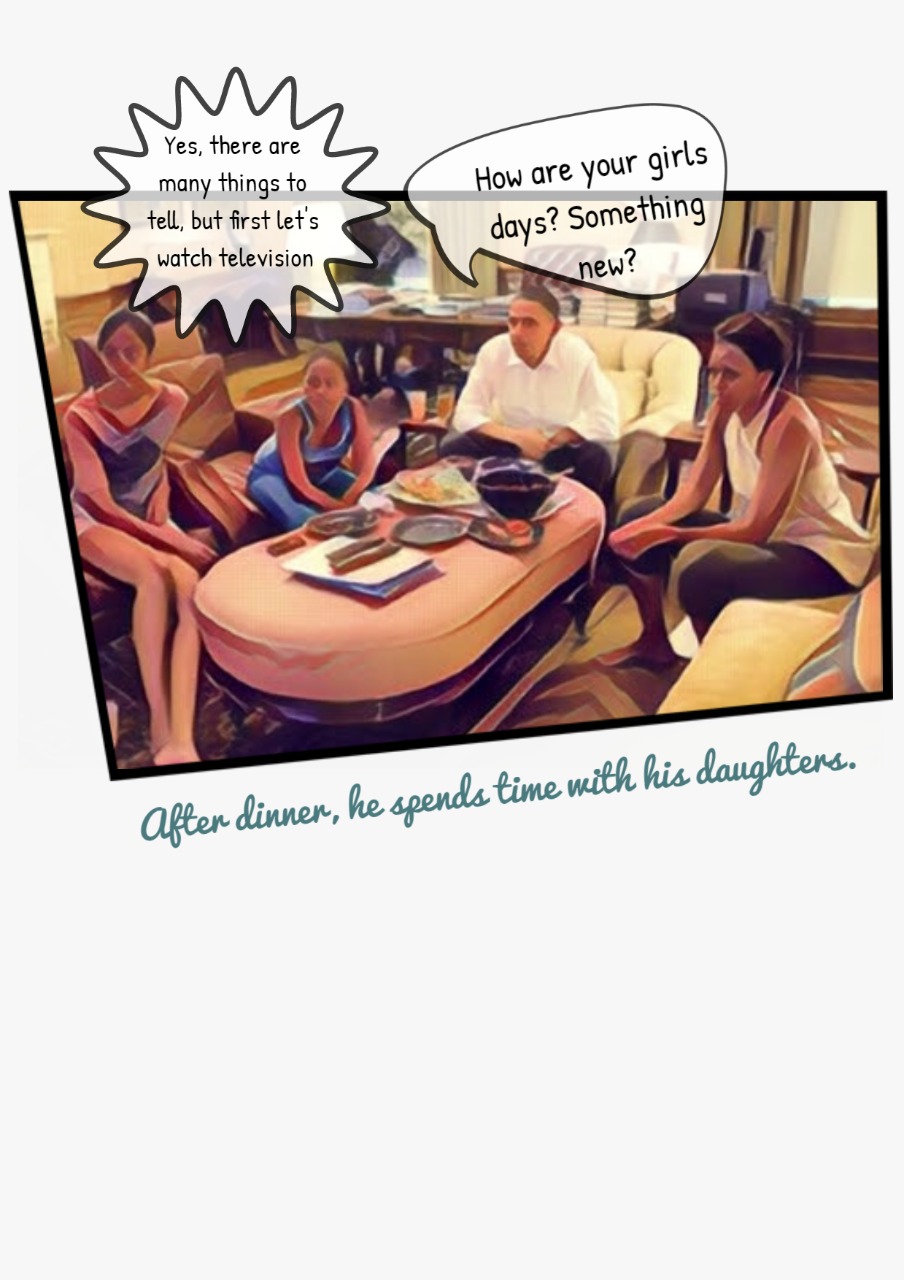 Yes, there are
many things to
tell, but first let's
watch television
How are your girls
days? Something
new?
After dinner, he spends time with his daughters.